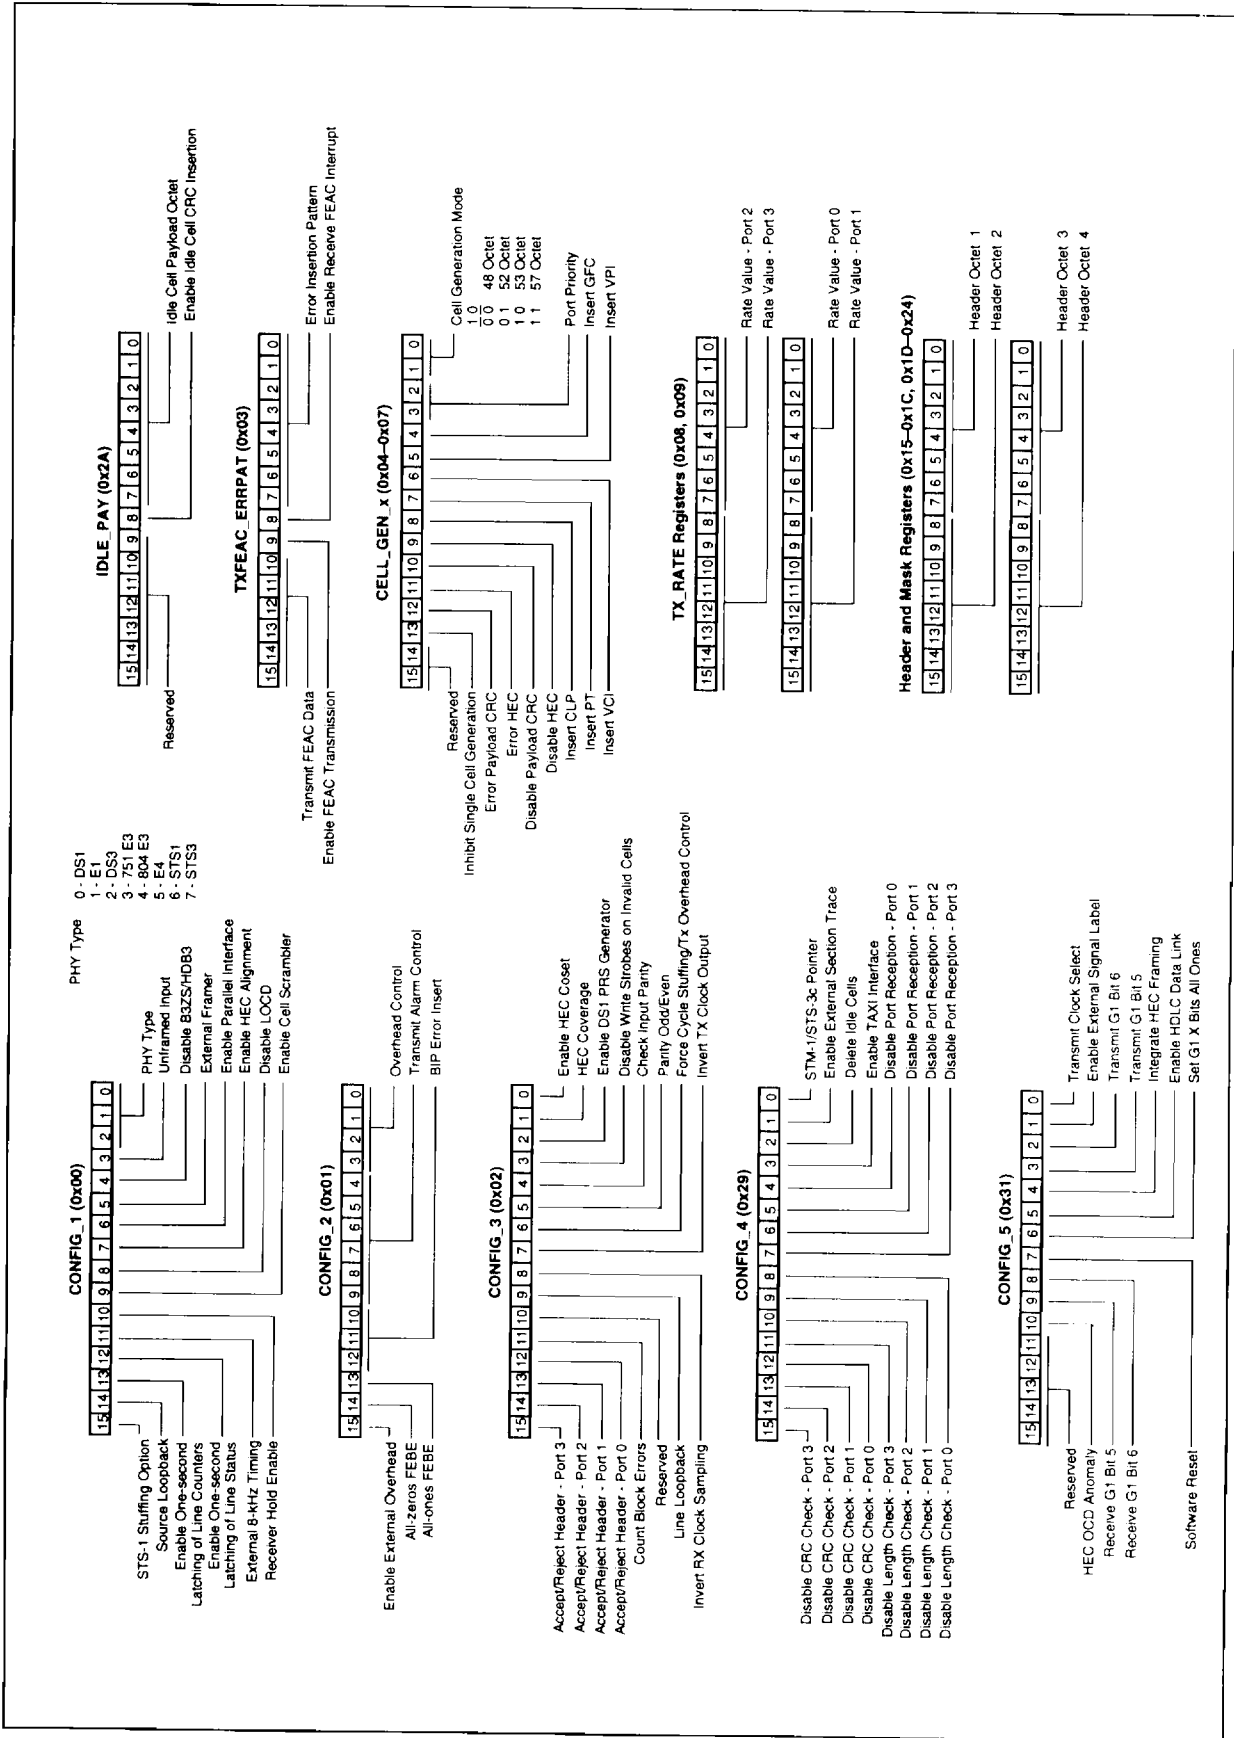 CONFIG_1 (0x00)
15 14 13 12 11 10 9 8 7 6 5 4 3 2 1 0
PHY Type
0 - DS1
1 - E1
2 - DS3
3 - 751 E3
4 - 804 E3
5 - E4
6 - STS1
7 - STS3
STS-1 Stuffing Option
Source Loopback
Enable One-second
Latching of Line Counters
Enable One-second
Latching of Line Status
External 8-kHz Timing
Receiver Hold Enable
PHY Type
Unframed Input
Disable B3ZS/HDB3
External Framer
Enable Parallel Interface
Enable HEC Alignment
Disable LOCD
Enable Cell Scrambler
CONFIG_2 (0x01)
15 14 13 12 11 10 9 8 7 6 5 4 3 2 1 0
Enable External Overhead
All-zeros FEBE
All-ones FEBE
Overhead Control
Transmit Alarm Control
BIP Error Insert
CONFIG_3 (0x02)
15 14 13 12 11 10 9 8 7 6 5 4 3 2 1 0
Accept/Reject Header - Port 3
Accept/Reject Header - Port 2
Accept/Reject Header - Port 1
Accept/Reject Header - Port 0
Count Block Errors
Reserved
Line Loopback
Invert RX Clock Sampling
Enable HEC Coset
HEC Coverage
Enable DS1 PRS Generator
Disable Write Strobes on Invalid Cells
Check Input Parity
Parity Odd/Even
Force Cycle Stuffing/Tx Overhead Control
Invert TX Clock Output
CONFIG_4 (0x29)
15 14 13 12 11 10 9 8 7 6 5 4 3 2 1 0
Disable CRC Check - Port 3
Disable CRC Check - Port 2
Disable CRC Check - Port 1
Disable CRC Check - Port 0
Disable Length Check - Port 3
Disable Length Check - Port 2
Disable Length Check - Port 1
Disable Length Check - Port 0
STM-1/STS-3c Pointer
Enable External Section Trace
Delete Idle Cells
Enable TAXI Interface
Disable Port Reception - Port 0
Disable Port Reception - Port 1
Disable Port Reception - Port 2
Disable Port Reception - Port 3
CONFIG_5 (0x31)
15 14 13 12 11 10 9 8 7 6 5 4 3 2 1 0
Reserved
HEC OCD Anomaly
Receive G1 Bit 5
Receive G1 Bit 6
Software Reset
Transmit Clock Select
Enable External Signal Label
Transmit G1 Bit 6
Transmit G1 Bit 5
Integrate HEC Framing
Enable HDLC Data Link
Set G1 X Bits All Ones
IDLE_PAY (0x2A)
15 14 13 12 11 10 9 8 7 6 5 4 3 2 1 0
Reserved
Idle Cell Payload Octet
Enable Idle Cell CRC Insertion
TXFEAC_ERRPAT (0x03)
15 14 13 12 11 10 9 8 7 6 5 4 3 2 1 0
Transmit FEAC Data
Enable FEAC Transmission
Error Insertion Pattern
Enable Receive FEAC Interrupt
CELL_GEN_x (0x04–0x07)
15 14 13 12 11 10 9 8 7 6 5 4 3 2 1 0
Reserved
Inhibit Single Cell Generation
Error Payload CRC
Error HEC
Disable Payload CRC
Disable HEC
Insert CLP
Insert PT
Insert VCI
Cell Generation Mode
1 0
0 0 48 Octet
0 1 52 Octet
1 0 53 Octet
1 1 57 Octet
Port Priority
Insert GFC
Insert VPI
TX_RATE Registers (0x08, 0x09)
15 14 13 12 11 10 9 8 7 6 5 4 3 2 1 0
Rate Value - Port 2
Rate Value - Port 3
15 14 13 12 11 10 9 8 7 6 5 4 3 2 1 0
Rate Value - Port 0
Rate Value - Port 1
Header and Mask Registers (0x15–0x1C, 0x1D–0x24)
15 14 13 12 11 10 9 8 7 6 5 4 3 2 1 0
Header Octet 1
Header Octet 2
15 14 13 12 11 10 9 8 7 6 5 4 3 2 1 0
Header Octet 3
Header Octet 4